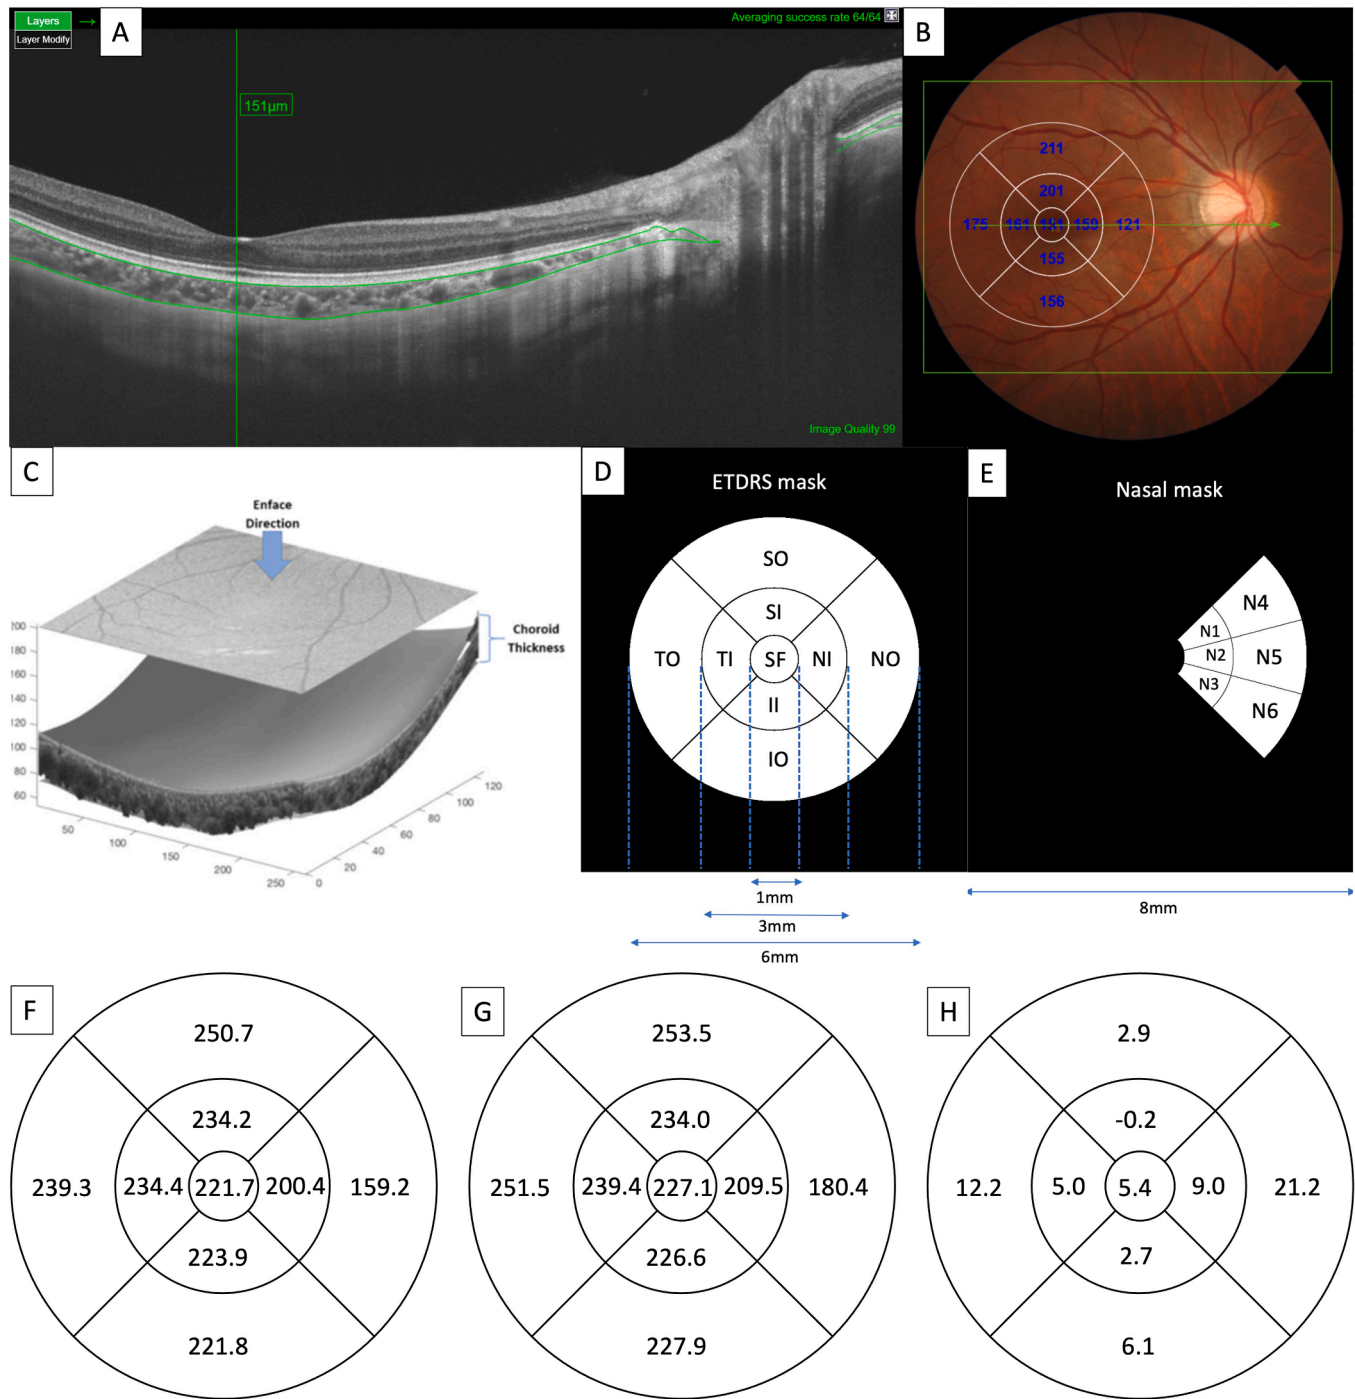 Layers
Layer Modify
A
Averaging success rate 64/64
151µm
Image Quality 99
B
211
201
175 161 151 159 121
155
156
C
Enface
Direction
Choroid
Thickness
200
180
160
140
120
100
80
60
50
100
150
200
250
0
20
40
60
80
100
120
D
ETDRS mask
SO
SI
TO TI SF NI NO
II
IO
1mm
3mm
6mm
E
Nasal mask
N1
N2
N3
N4
N5
N6
8mm
F
250.7
234.2
239.3 234.4 221.7 200.4 159.2
223.9
221.8
G
253.5
234.0
251.5 239.4 227.1 209.5 180.4
226.6
227.9
H
2.9
-0.2
12.2 5.0 5.4 9.0 21.2
2.7
6.1